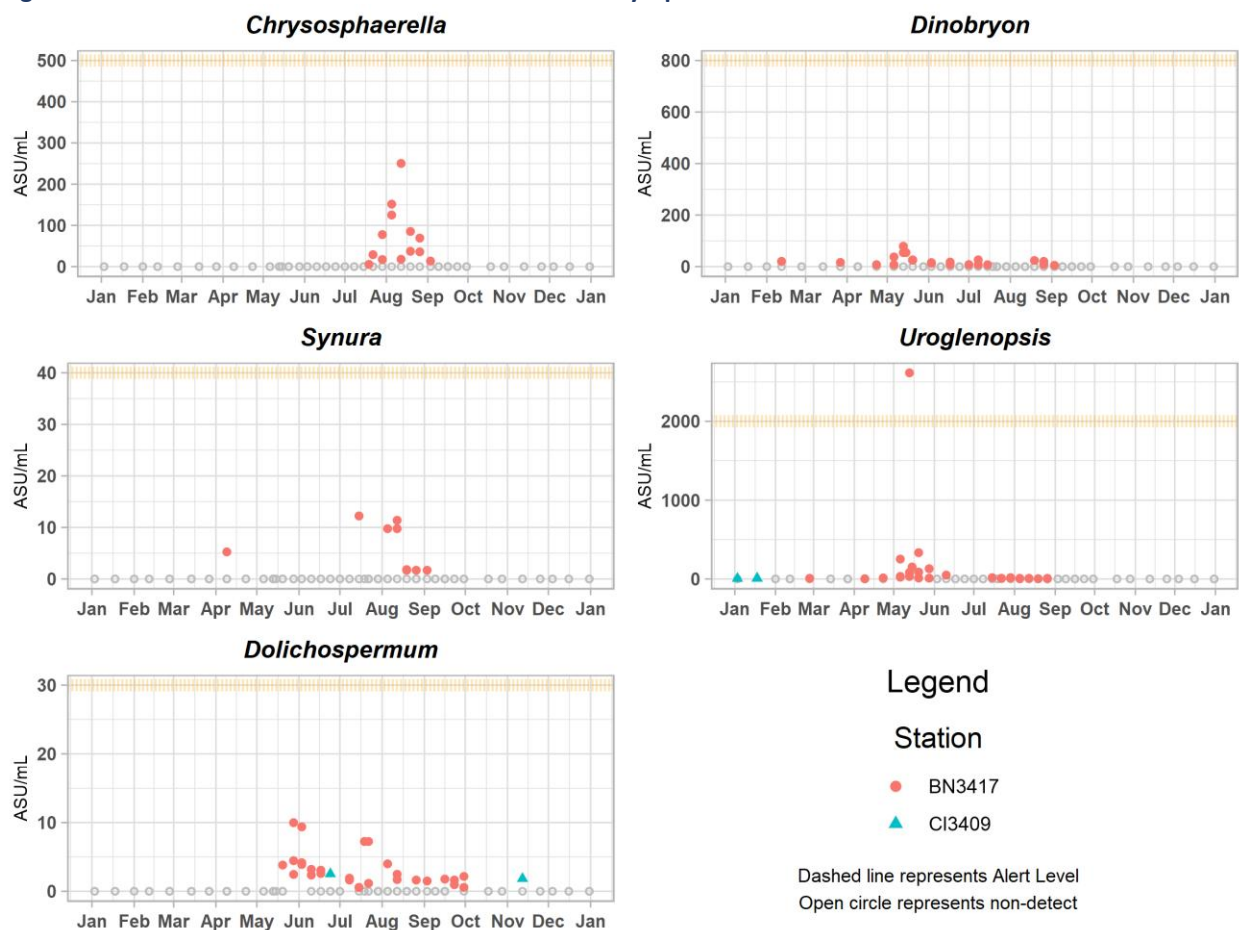 Chrysosphaerella
500
400
300
200
100
0
ASU/mL
Jan Feb Mar Apr May Jun Jul Aug Sep Oct Nov Dec Jan
Dinobryon
800
600
400
200
0
ASU/mL
Jan Feb Mar Apr May Jun Jul Aug Sep Oct Nov Dec Jan
Synura
40
30
20
10
0
ASU/mL
Jan Feb Mar Apr May Jun Jul Aug Sep Oct Nov Dec Jan
Uroglenopsis
2000
1000
0
ASU/mL
Jan Feb Mar Apr May Jun Jul Aug Sep Oct Nov Dec Jan
Dolichospermum
30
20
10
0
ASU/mL
Jan Feb Mar Apr May Jun Jul Aug Sep Oct Nov Dec Jan
Legend
Station
BN3417
CI3409
Dashed line represents Alert Level
Open circle represents non-detect